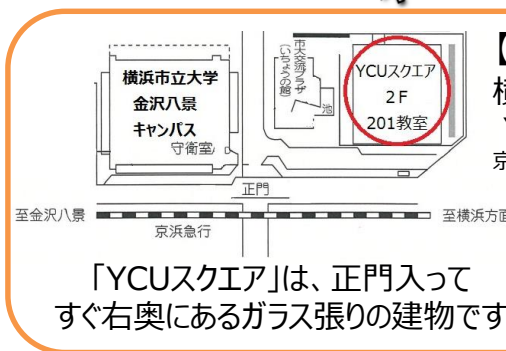 横浜市立大学
金沢八景
キャンパス
守衛室
市大交流プラザ
(いちょうの館)
池
YCUスクエア
2F
201教室
【
横
京
正門
至金沢八景
京浜急行
至横浜方面
「YCUスクエア」は、正門入って
すぐ右奥にあるガラス張りの建物です